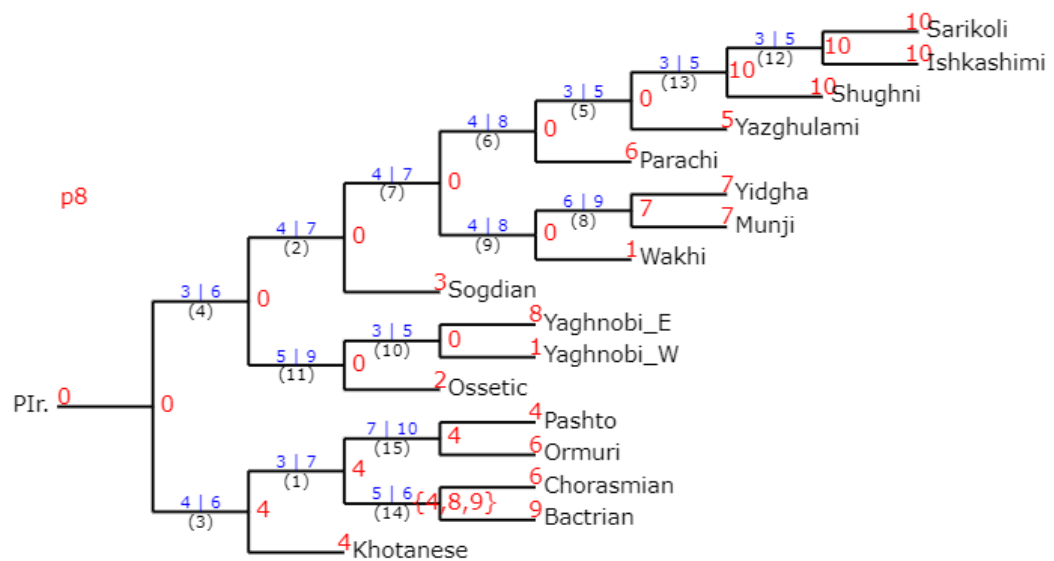 10 Sarikoli
3 | 5
(12)
10
10 Ishkashimi
3 | 5
(13)
10
10 Shughni
3 | 5
(5)
0
5 Yazghulami
4 | 8
(6)
0
6 Parachi
p8
4 | 7
(7)
0
7 Yidgha
6 | 9
(8)
7
7 Munji
4 | 8
(9)
0
1 Wakhi
4 | 7
(2)
0
3 Sogdian
3 | 6
(4)
0
8 Yaghnobi_E
3 | 5
(10)
0
1 Yaghnobi_W
5 | 9
(11)
0
2 Ossetic
PIr. 0
0
4 Pashto
7 | 10
(15)
4
6 Ormuri
3 | 7
(1)
4
6 Chorasmian
5 | 6
(14)
{4,8,9}
9 Bactrian
4 | 6
(3)
4
4 Khotanese